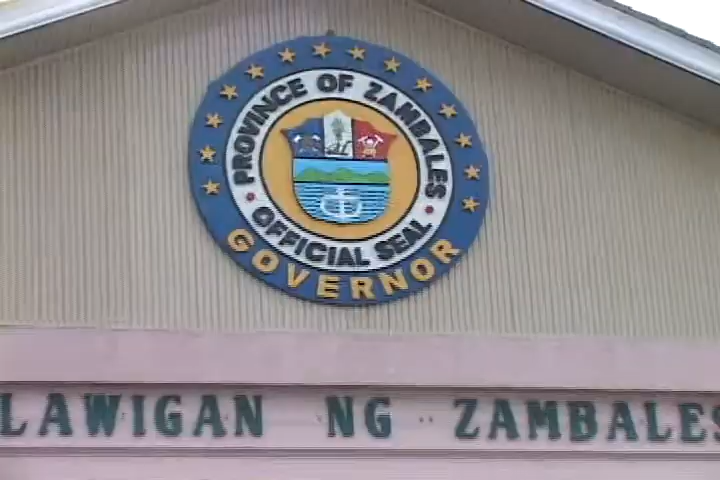 PROVINCE OF ZAMBALES
OFFICIAL SEAL
GOVERNOR
LAWIGAN NG ZAMBALES